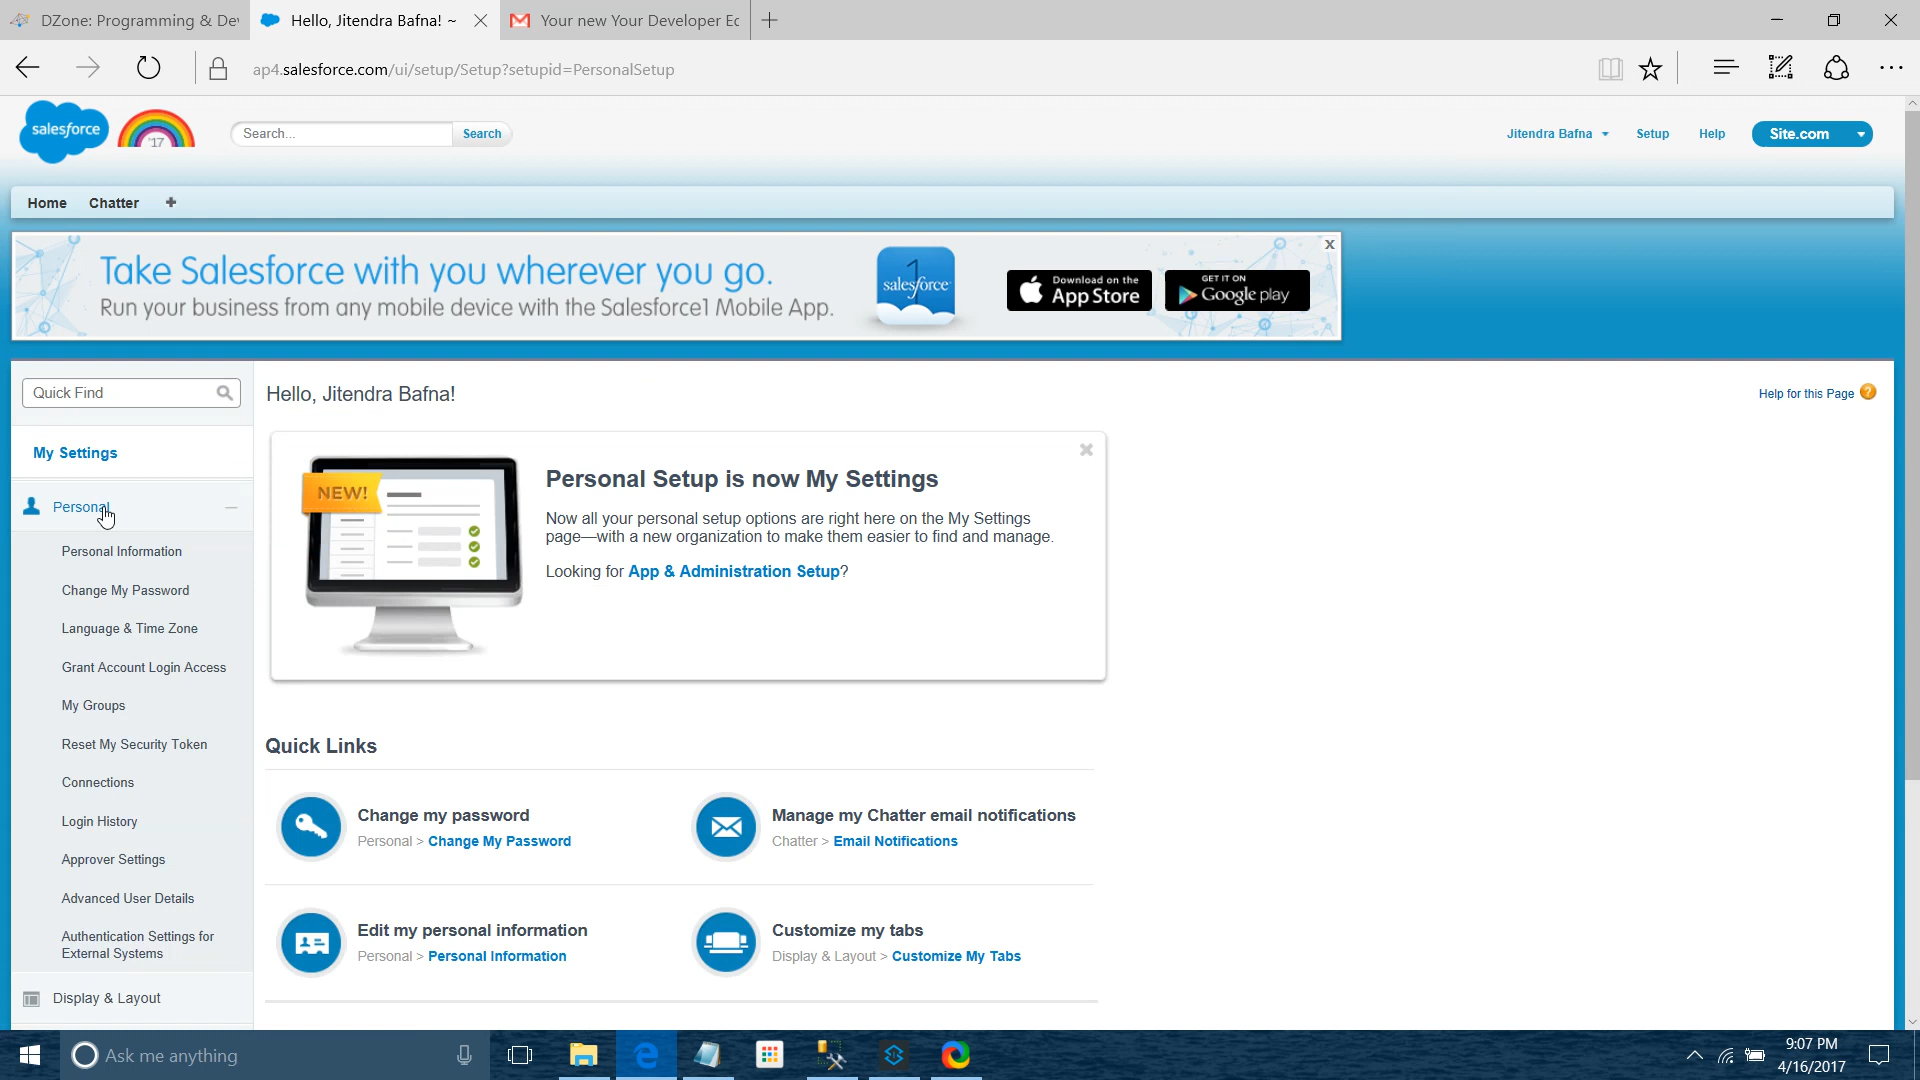 DZone: Programming & De
Hello, Jitendra Bafna! ~
Your new Your Developer Ec
ap4.salesforce.com/ui/setup/Setup?setupid=PersonalSetup
salesforce
'17
Search...
Search
Jitendra Bafna
Setup
Help
Site.com
Home
Chatter
Take Salesforce with you wherever you go.
Run your business from any mobile device with the Salesforce1 Mobile App.
1
salesforce
Download on the
App Store
GET IT ON
Google play
x
Quick Find
Hello, Jitendra Bafna!
Help for this Page
?
My Settings
Personal
Personal Information
Change My Password
Language & Time Zone
Grant Account Login Access
My Groups
Reset My Security Token
Connections
Login History
Approver Settings
Advanced User Details
Authentication Settings for
External Systems
Display & Layout
NEW!
Personal Setup is now My Settings
Now all your personal setup options are right here on the My Settings
page—with a new organization to make them easier to find and manage.
Looking for App & Administration Setup?
Quick Links
Change my password
Personal > Change My Password
Manage my Chatter email notifications
Chatter > Email Notifications
Edit my personal information
Personal > Personal Information
Customize my tabs
Display & Layout > Customize My Tabs
Ask me anything
9:07 PM
4/16/2017